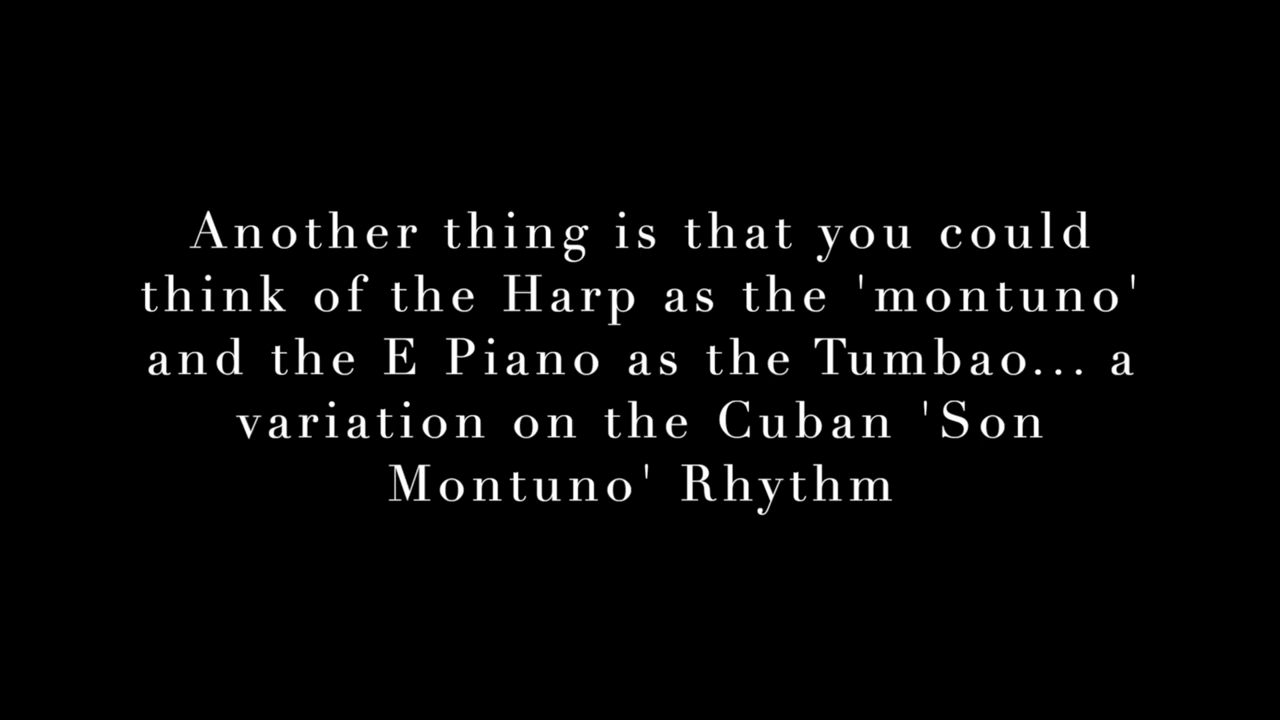 Another thing is that you could
think of the Harp as the 'montuno'
and the E Piano as the Tumbao... a
variation on the Cuban 'Son
Montuno' Rhythm